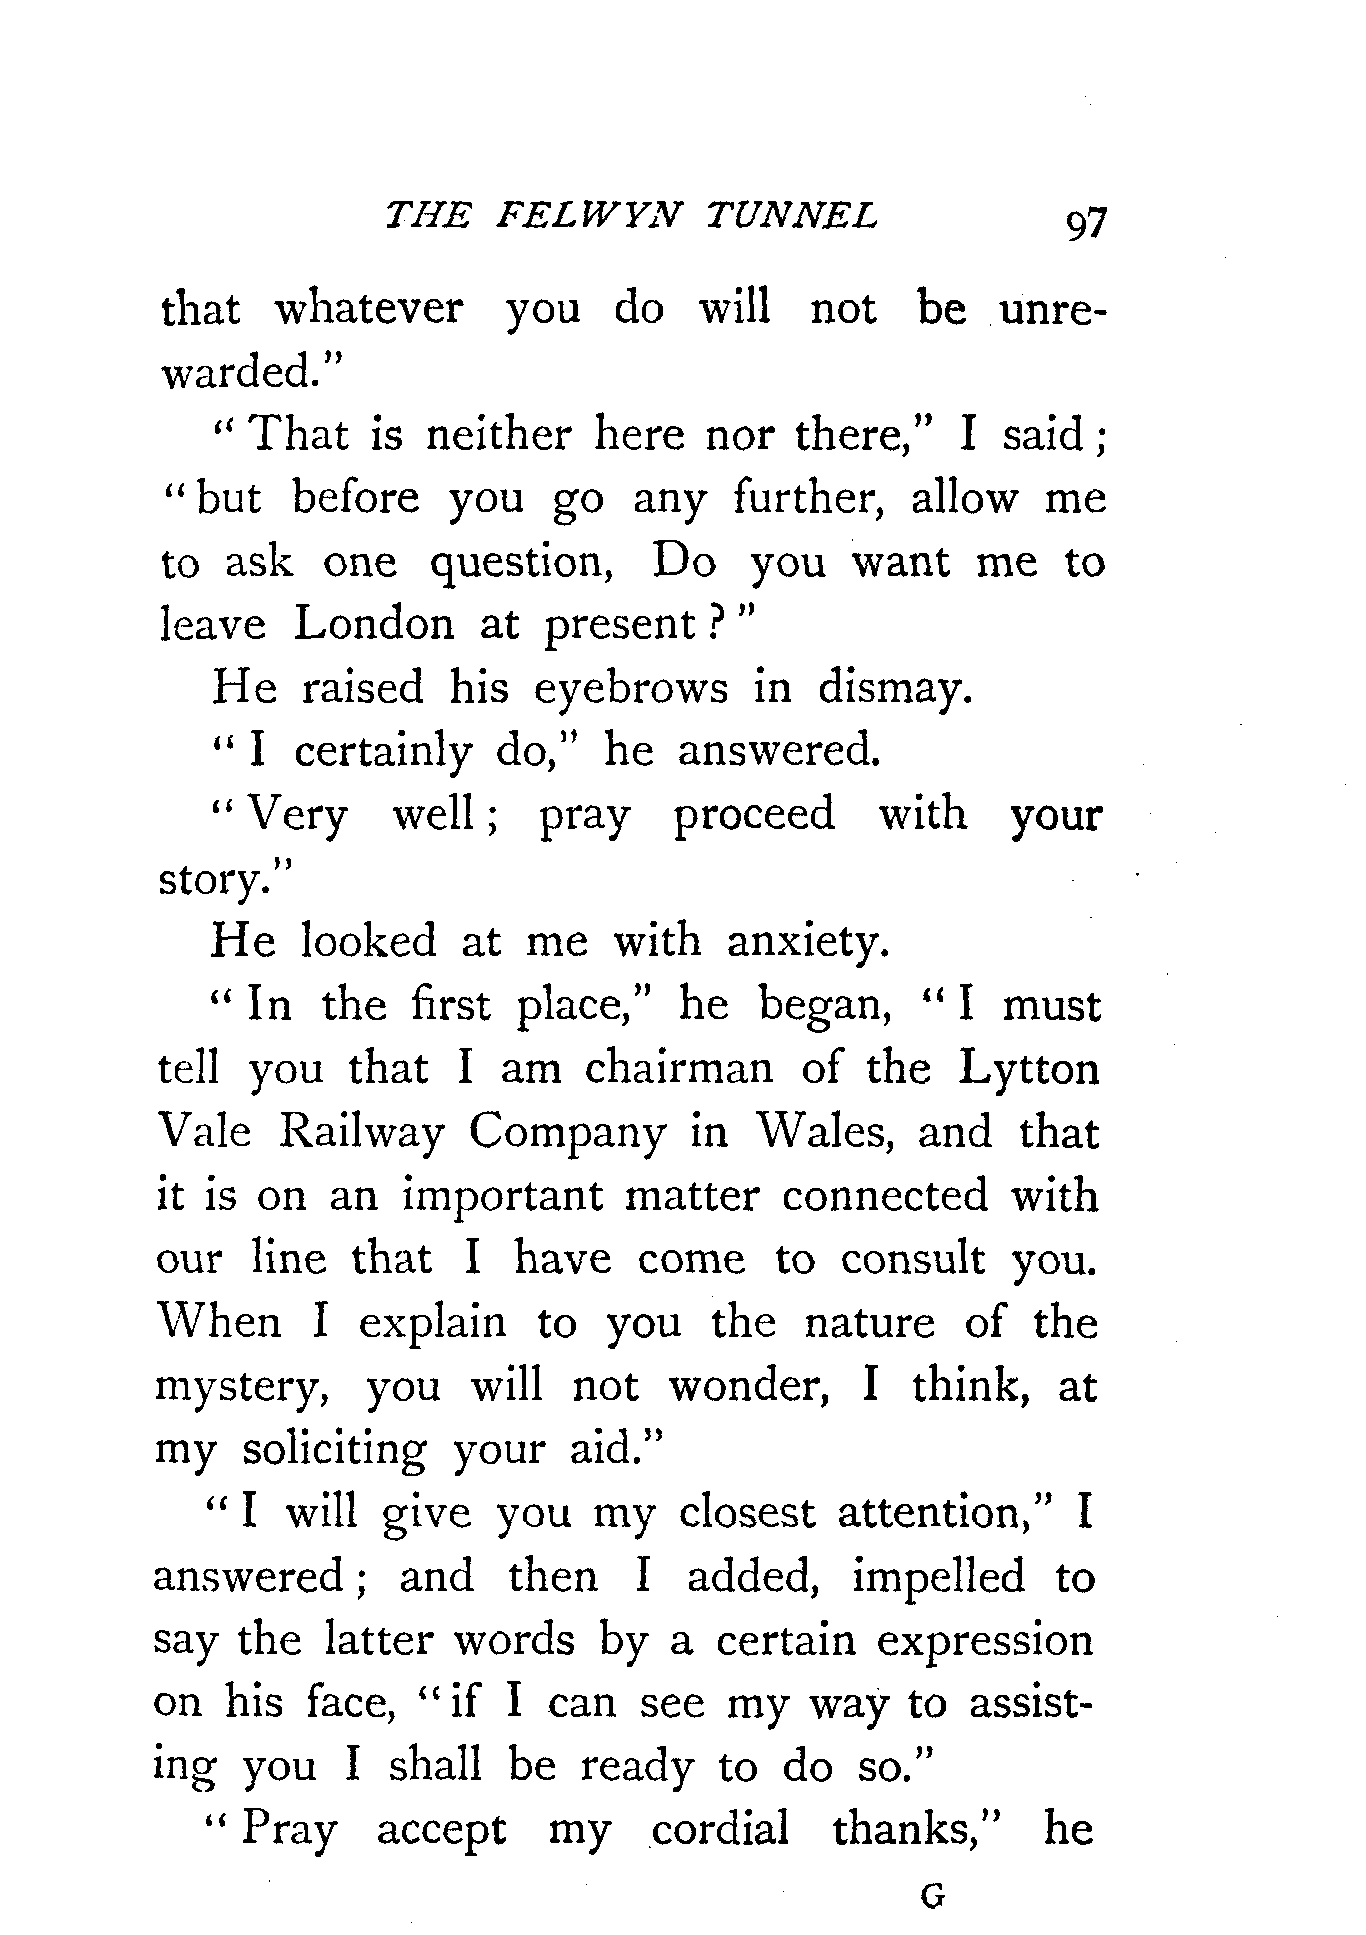 THE FELWYN TUNNEL 97
that whatever you do will not be unre-
warded."
"That is neither here nor there," I said;
"but before you go any further, allow me
to ask one question, Do you want me to
leave London at present?"
He raised his eyebrows in dismay.
"I certainly do," he answered.
"Very well; pray proceed with your
story."
He looked at me with anxiety.
"In the first place," he began, "I must
tell you that I am chairman of the Lytton
Vale Railway Company in Wales, and that
it is on an important matter connected with
our line that I have come to consult you.
When I explain to you the nature of the
mystery, you will not wonder, I think, at
my soliciting your aid."
"I will give you my closest attention," I
answered; and then I added, impelled to
say the latter words by a certain expression
on his face, "if I can see my way to assist-
ing you I shall be ready to do so."
"Pray accept my cordial thanks," he
G